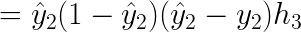 = ŷ₂(1 − ŷ₂)(ŷ₂ − y₂)h₃